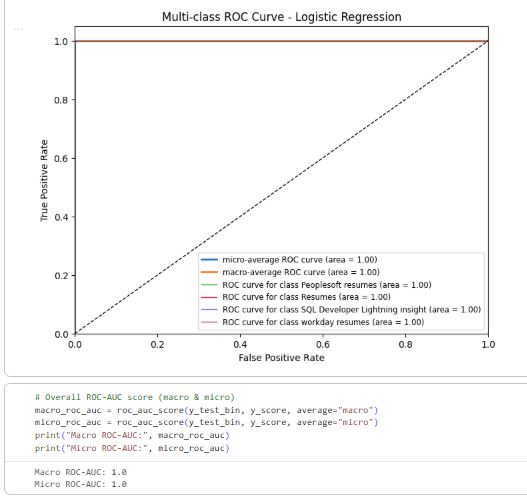 ...
Multi-class ROC Curve - Logistic Regression
1.0
0.8
0.6
0.4
0.2
0.0
True Positive Rate
micro-average ROC curve (area = 1.00)
macro-average ROC curve (area = 1.00)
ROC curve for class Peoplesoft resumes (area = 1.00)
ROC curve for class Resumes (area = 1.00)
ROC curve for class SQL Developer Lightning insight (area = 1.00)
ROC curve for class workday resumes (area = 1.00)
0.0 0.2 0.4 0.6 0.8 1.0
False Positive Rate
# Overall ROC-AUC score (macro & micro)
macro_roc_auc = roc_auc_score(y_test_bin, y_score, average="macro")
micro_roc_auc = roc_auc_score(y_test_bin, y_score, average="micro")
print("Macro ROC-AUC:", macro_roc_auc)
print("Micro ROC-AUC:", micro_roc_auc)
Macro ROC-AUC: 1.0
Micro ROC-AUC: 1.0